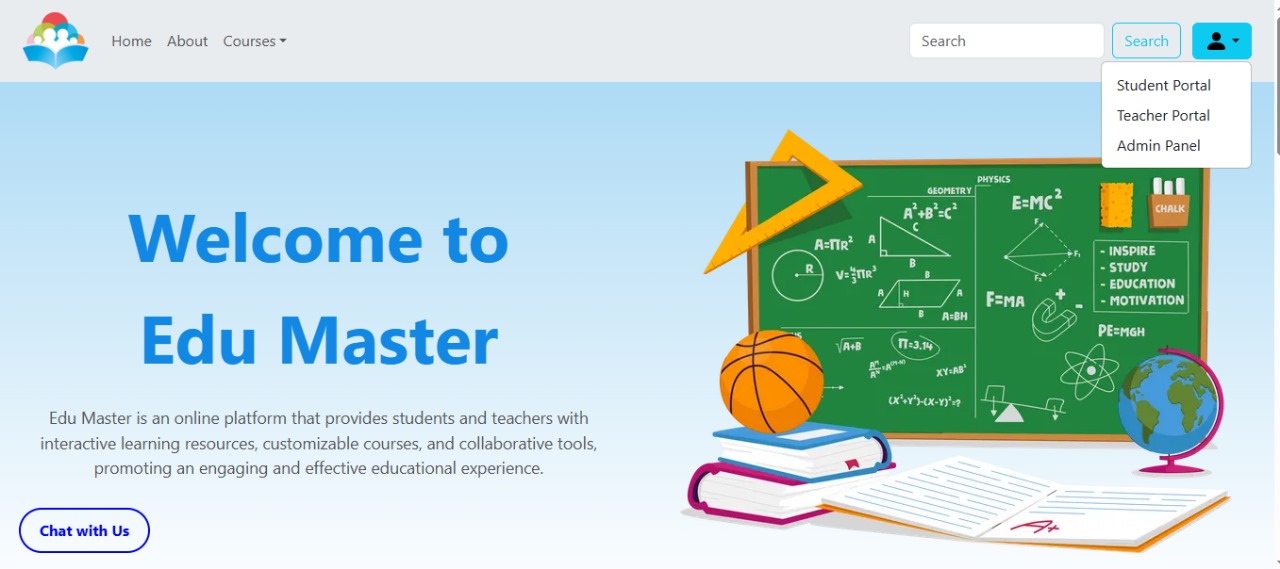 Home
About
Courses
Search
Search
Student Portal
Teacher Portal
Admin Panel
Welcome to
Edu Master
Edu Master is an online platform that provides students and teachers with
interactive learning resources, customizable courses, and collaborative tools,
promoting an engaging and effective educational experience.
Chat with Us
PHYSICS
GEOMETRY
A²+B²=C²
C
A
B
A=ΠR²
R
V=4/3ΠR³
B
A
H
A
B
A=BH
√A+B
Π=3.14
XY=AB²
(X²+Y²)-(X-Y)²=?
E=MC²
F₁
F₂
F=MA
+
-
PE=MGH
- INSPIRE
- STUDY
- EDUCATION
- MOTIVATION
CHALK
A+